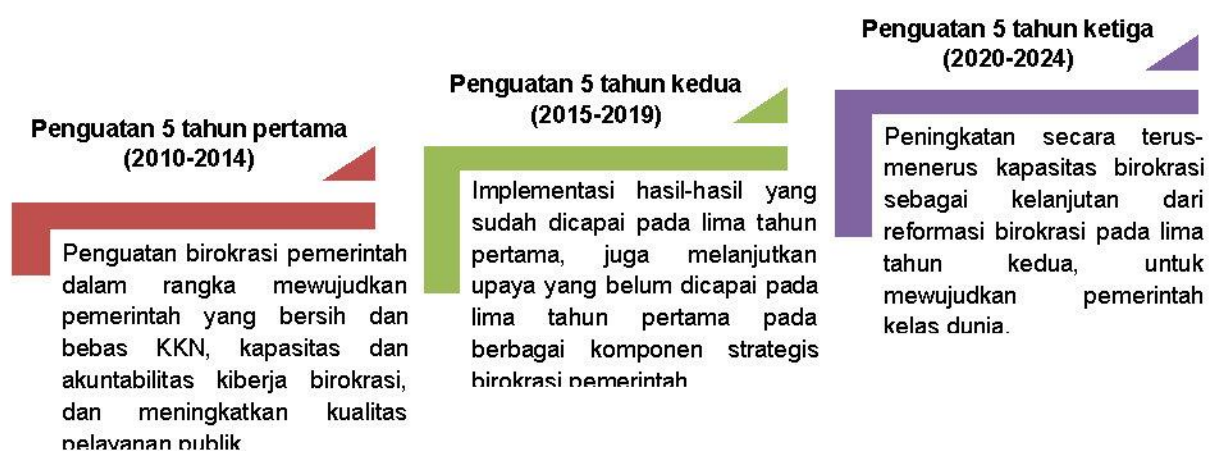 Penguatan 5 tahun pertama
(2010-2014)
Penguatan birokrasi pemerintah
dalam rangka mewujudkan
pemerintah yang bersih dan
bebas KKN, kapasitas dan
akuntabilitas kiberja birokrasi,
dan meningkatkan kualitas
pelayanan publik
Penguatan 5 tahun kedua
(2015-2019)
Implementasi hasil-hasil yang
sudah dicapai pada lima tahun
pertama, juga melanjutkan
upaya yang belum dicapai pada
lima tahun pertama pada
berbagai komponen strategis
birokrasi pemerintah
Penguatan 5 tahun ketiga
(2020-2024)
Peningkatan secara terus-
menerus kapasitas birokrasi
sebagai kelanjutan dari
reformasi birokrasi pada lima
tahun kedua, untuk
mewujudkan pemerintah
kelas dunia.